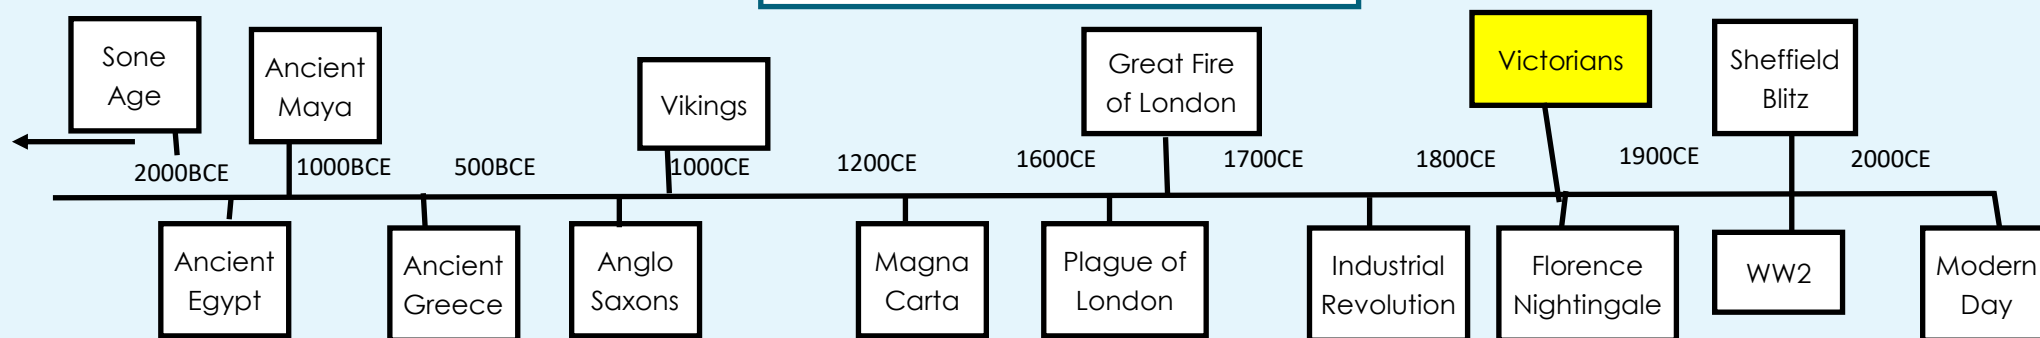 Sone
Age
Ancient
Maya
Vikings
Great Fire
of London
Victorians
Sheffield
Blitz
2000BCE
1000BCE
500BCE
1000CE
1200CE
1600CE
1700CE
1800CE
1900CE
2000CE
Ancient
Egypt
Ancient
Greece
Anglo
Saxons
Magna
Carta
Plague of
London
Industrial
Revolution
Florence
Nightingale
WW2
Modern
Day